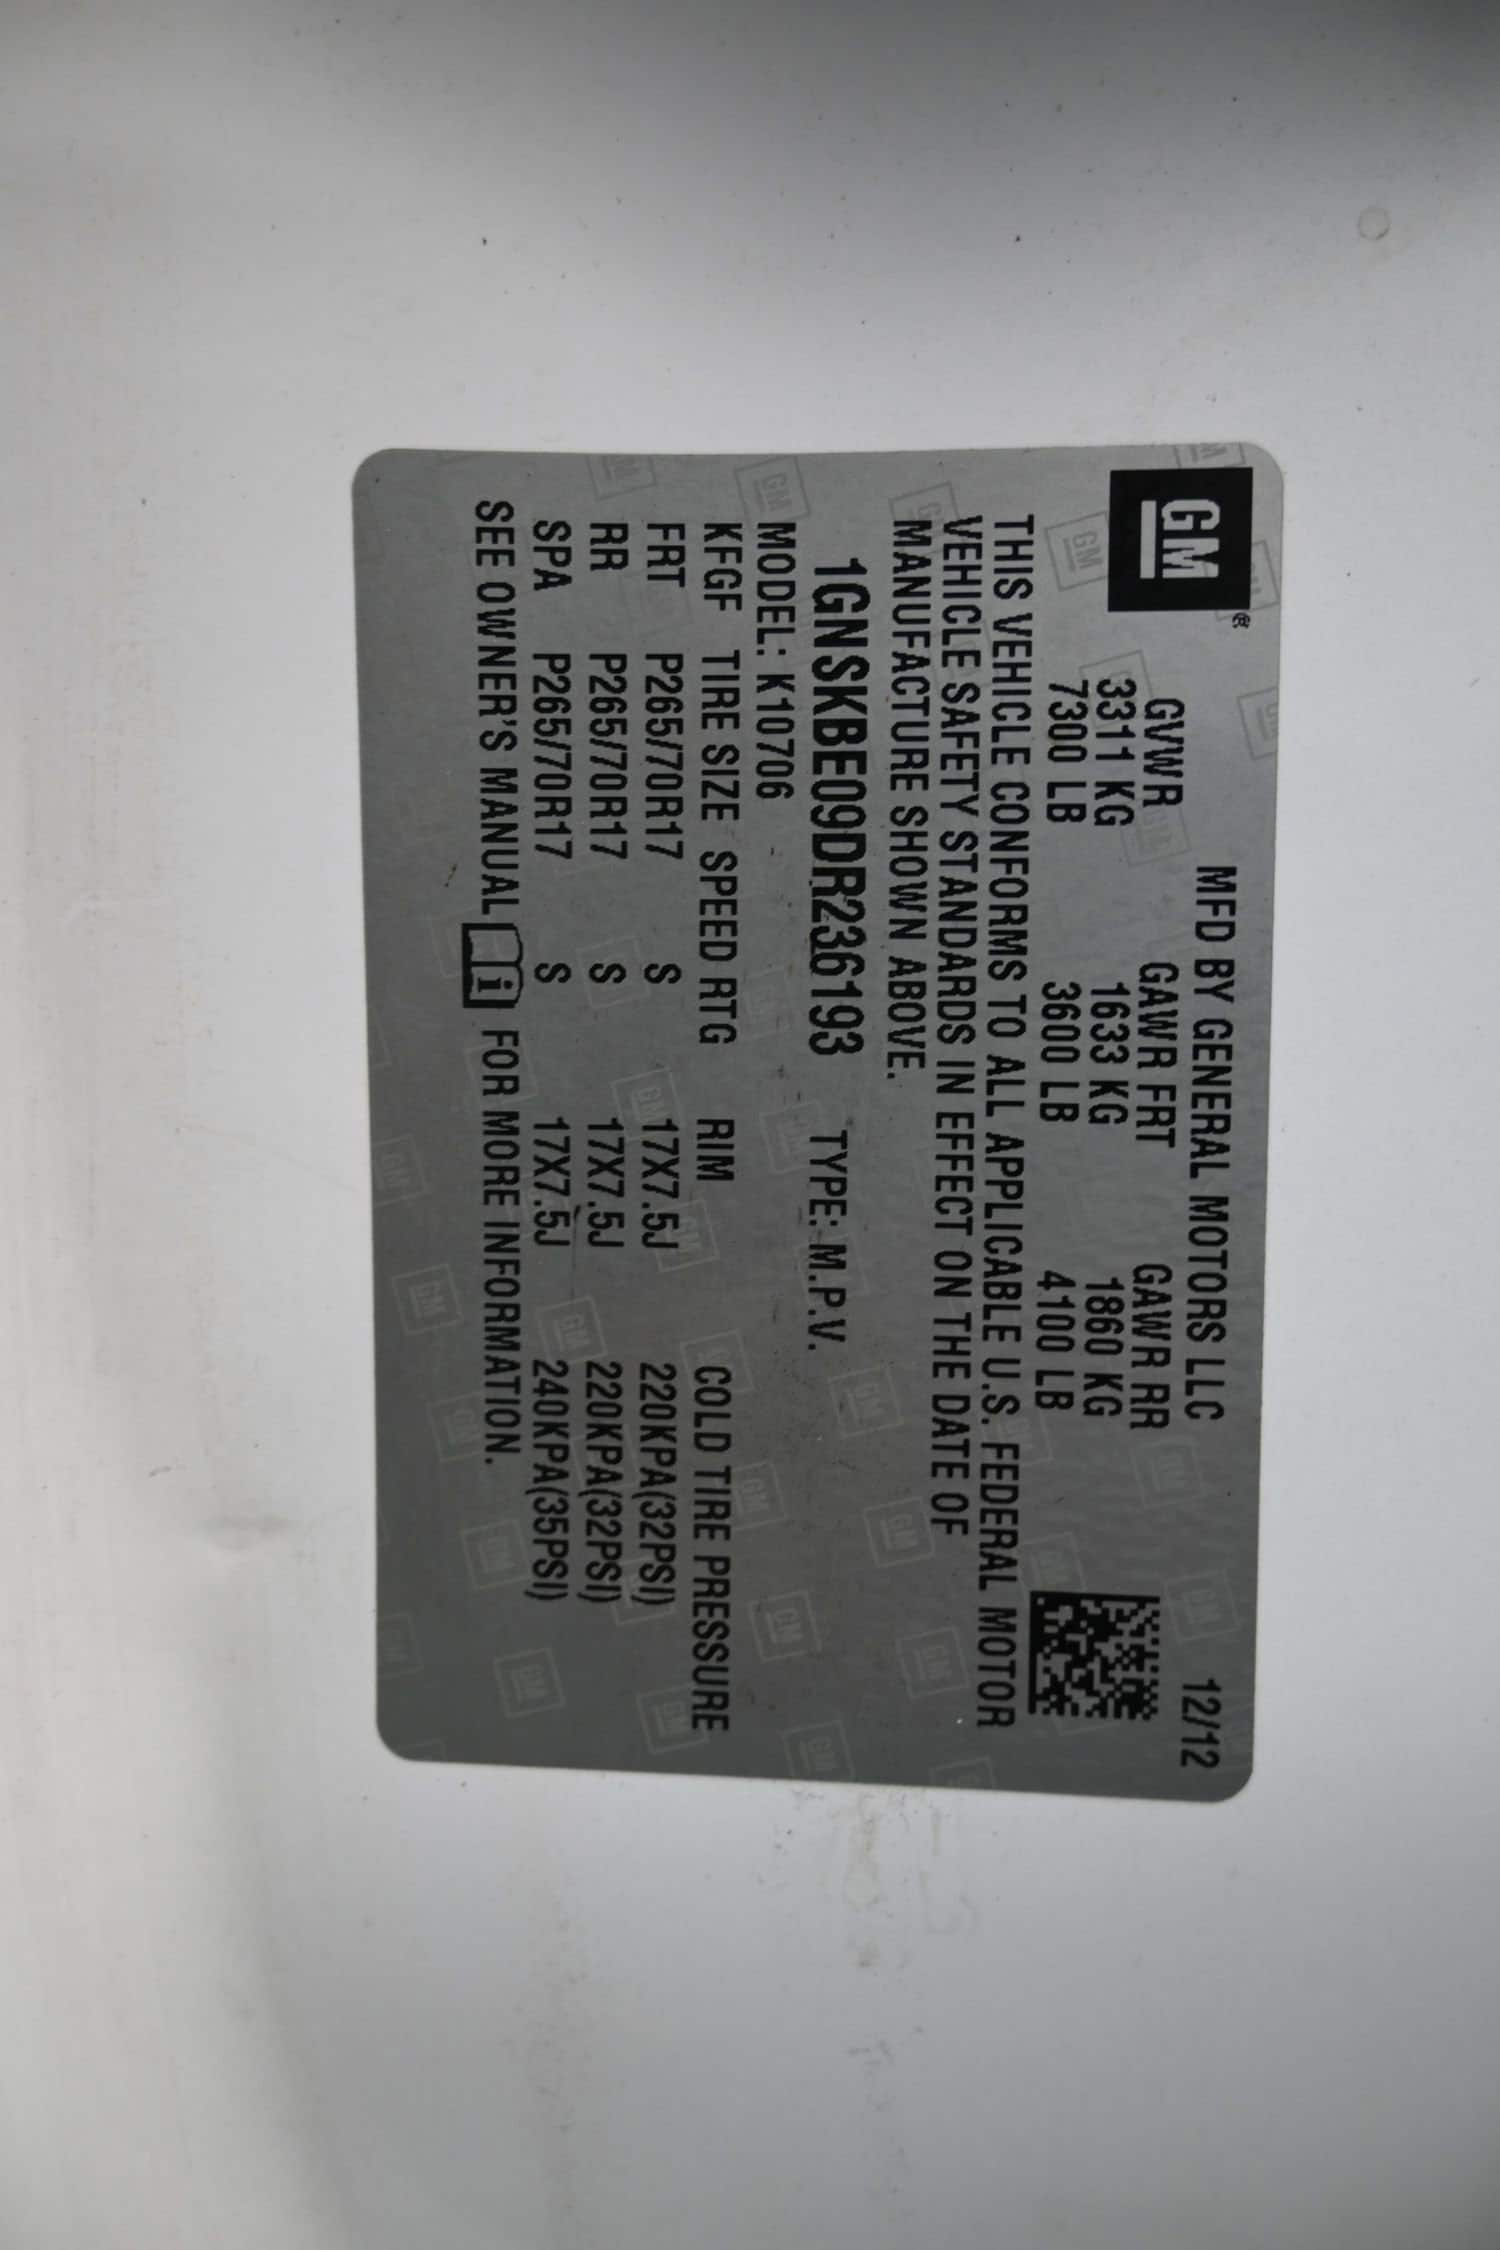 GM®
MFD BY GENERAL MOTORS LLC 12/12
GVWR GAWR FRT GAWR RR
3311 KG 1633 KG 1860 KG
7300 LB 3600 LB 4100 LB
THIS VEHICLE CONFORMS TO ALL APPLICABLE U.S. FEDERAL MOTOR
VEHICLE SAFETY STANDARDS IN EFFECT ON THE DATE OF
MANUFACTURE SHOWN ABOVE.
1GNSKBE09DR236193 TYPE: M.P.V.
MODEL: K10706
KFGF TIRE SIZE SPEED RTG RIM COLD TIRE PRESSURE
FRT P265/70R17 S 17X7.5J 220KPA(32PSI)
RR P265/70R17 S 17X7.5J 220KPA(32PSI)
SPA P265/70R17 S 17X7.5J 240KPA(35PSI)
SEE OWNER'S MANUAL i FOR MORE INFORMATION.